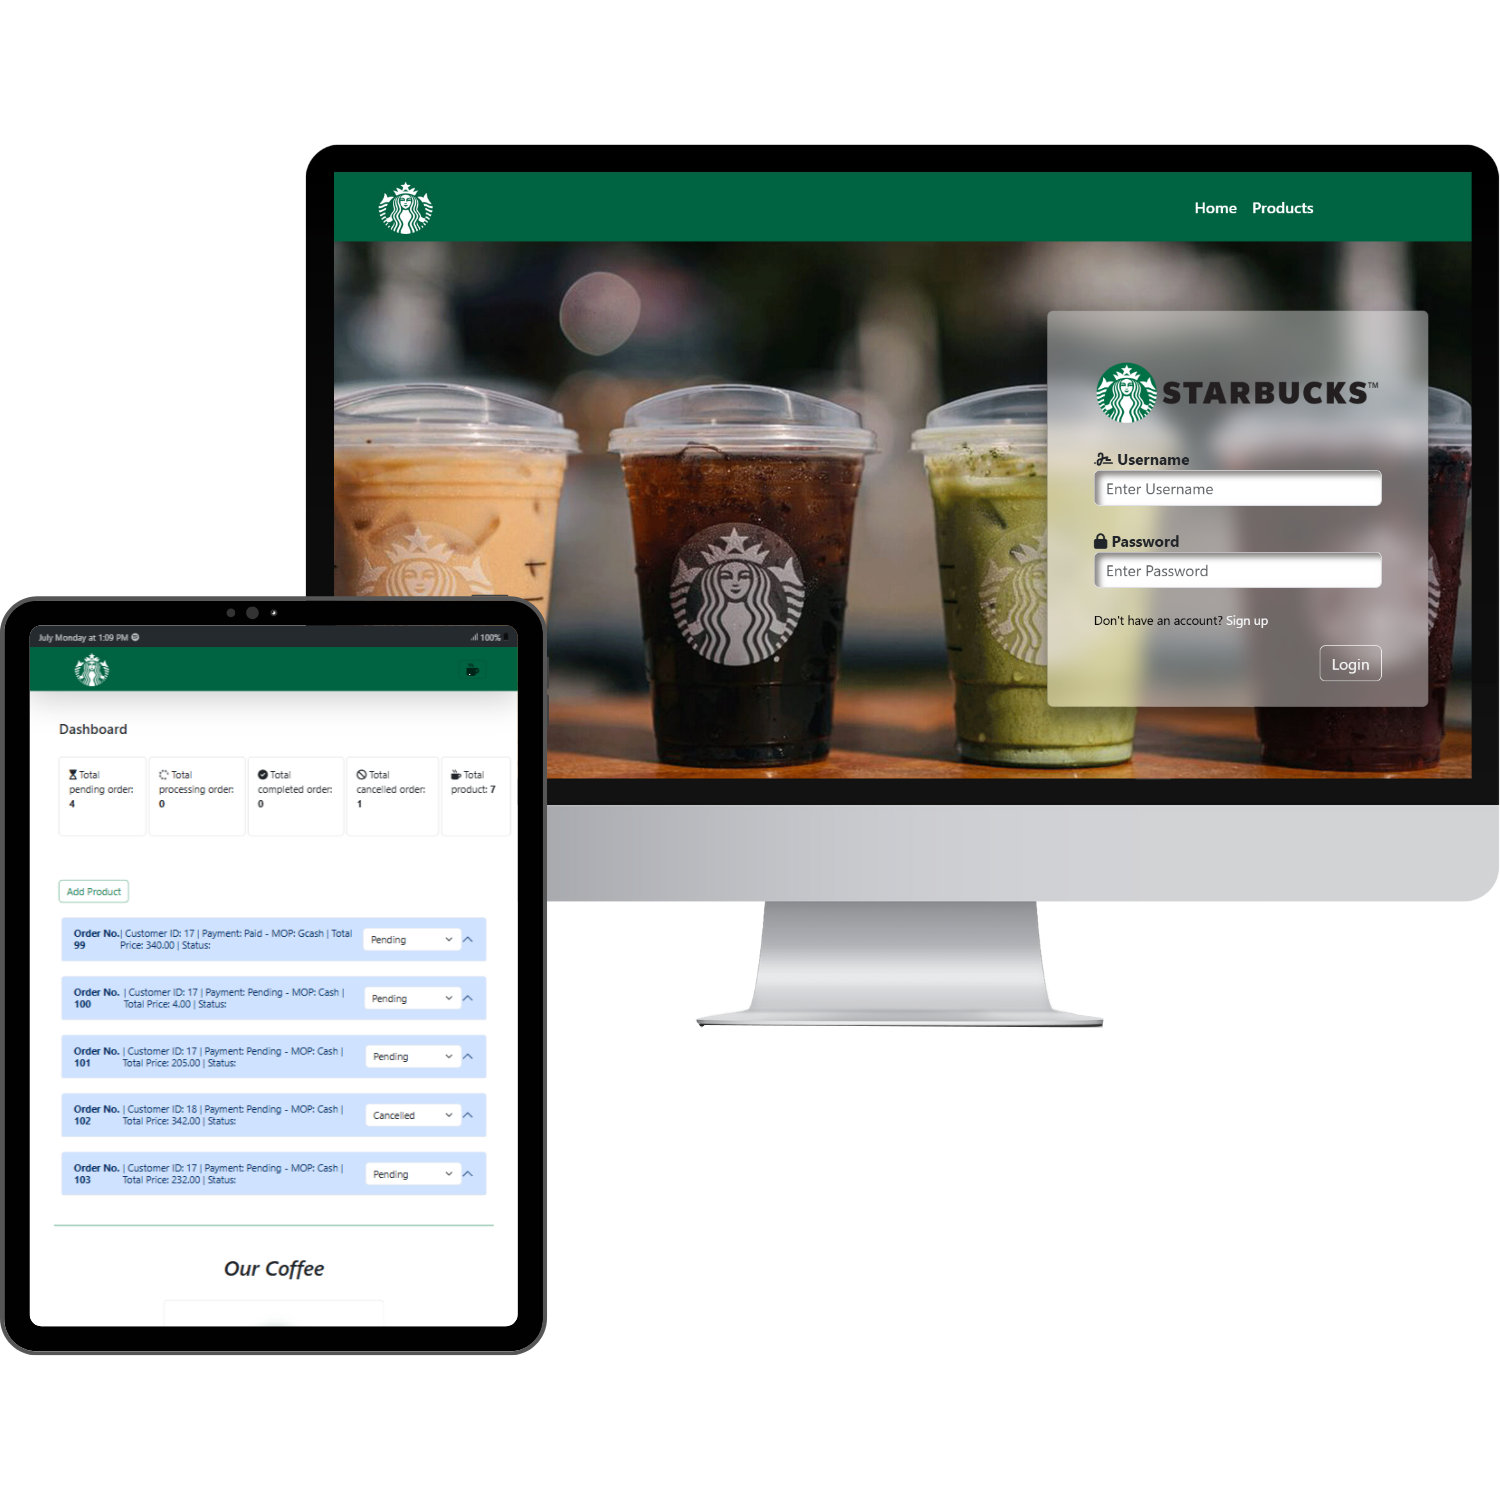 Home Products
STARBUCKS™
Username
Enter Username
Password
Enter Password
Don't have an account? Sign up
Login
July Monday at 1:09 PM
100%
Dashboard
Total
pending order:
4
Total
processing order:
0
Total
completed order:
0
Total
cancelled order:
1
Total
product: 7
Add Product
Order No. | Customer ID: 17 | Payment: Paid - MOP: Gcash | Total
99 Price: 340.00 | Status:
Pending
Order No. | Customer ID: 17 | Payment: Pending - MOP: Cash |
100 Total Price: 4.00 | Status:
Pending
Order No. | Customer ID: 17 | Payment: Pending - MOP: Cash |
101 Total Price: 205.00 | Status:
Pending
Order No. | Customer ID: 18 | Payment: Pending - MOP: Cash |
102 Total Price: 342.00 | Status:
Cancelled
Order No. | Customer ID: 17 | Payment: Pending - MOP: Cash |
103 Total Price: 232.00 | Status:
Pending
Our Coffee